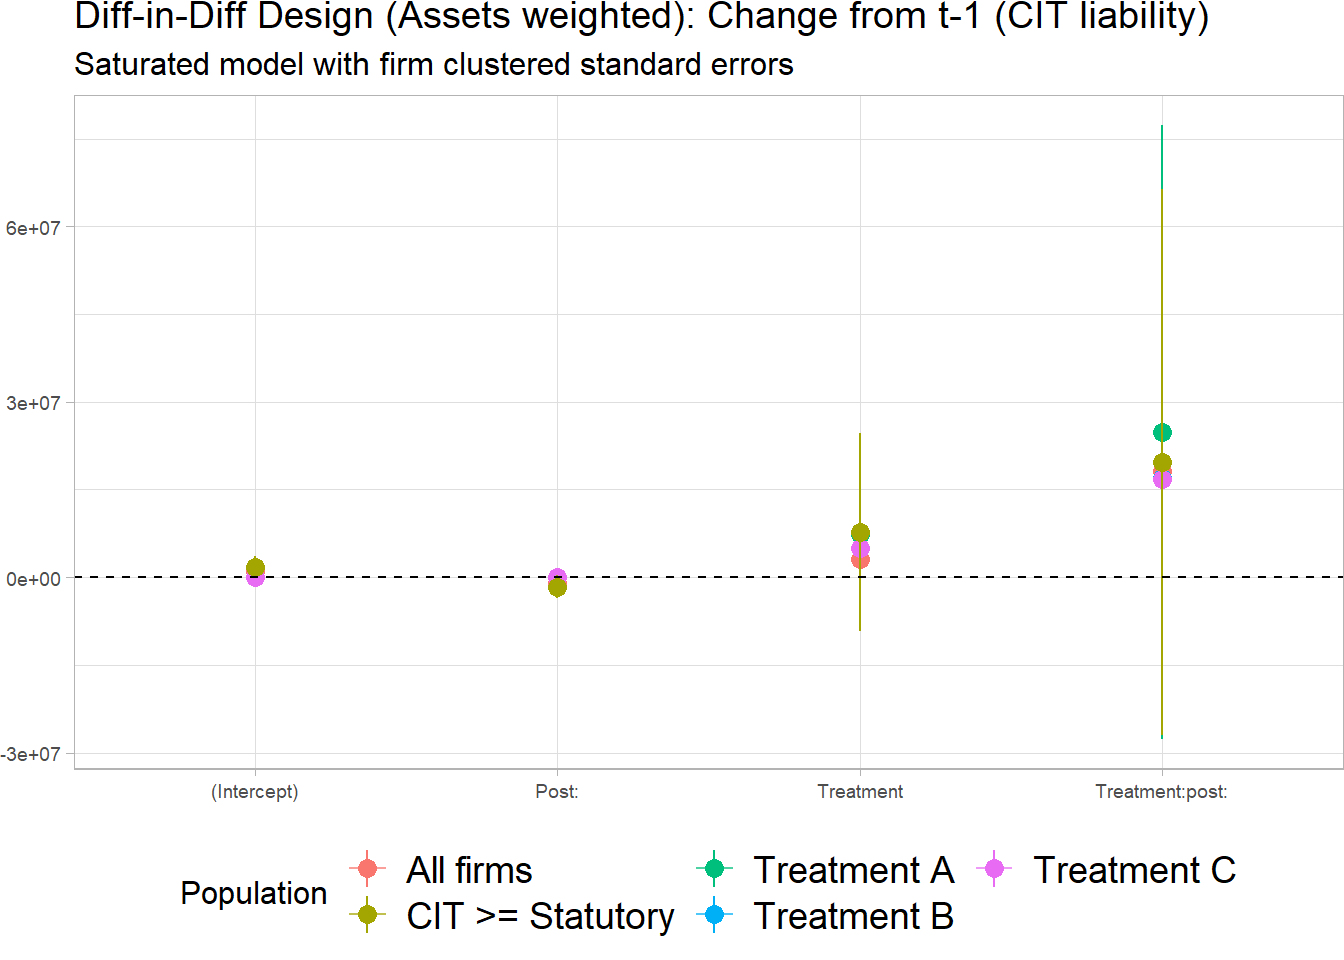 Diff-in-Diff Design (Assets weighted): Change from t-1 (CIT liability)
Saturated model with firm clustered standard errors
6e+07
3e+07
0e+00
-3e+07
(Intercept)
Post:
Treatment
Treatment:post:
Population
All firms
CIT >= Statutory
Treatment A
Treatment B
Treatment C